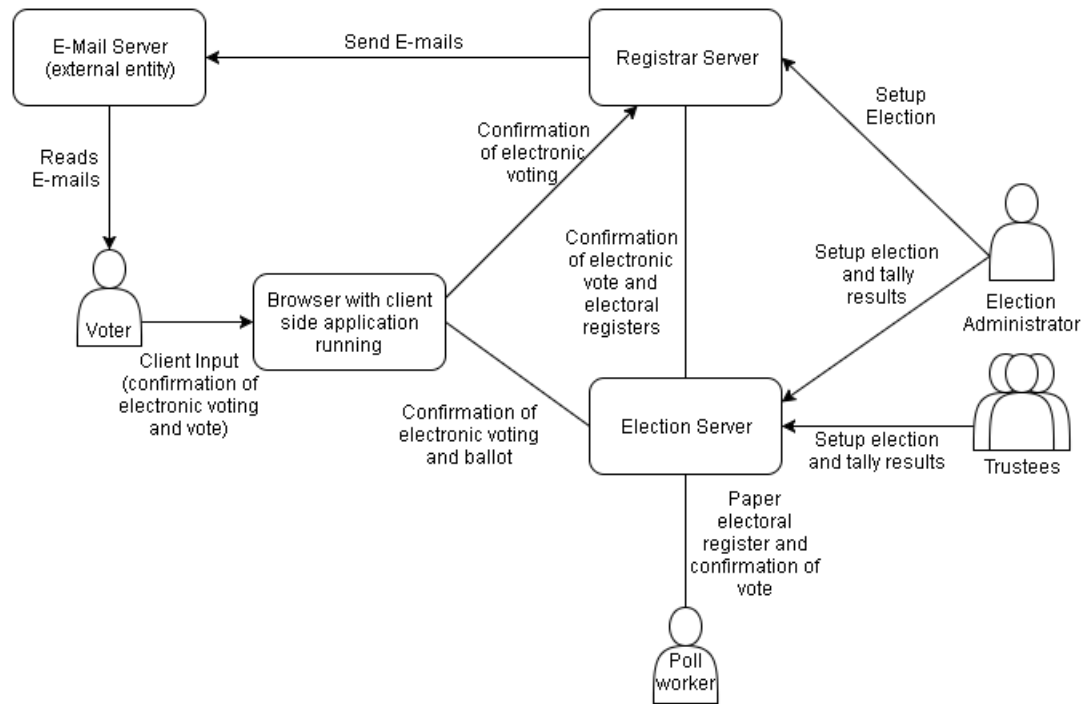 E-Mail Server
(external entity)
Send E-mails
Registrar Server
Setup
Election
Confirmation
of electronic
voting
Reads
E-mails
Confirmation
of electronic
vote and
electoral
registers
Setup election
and tally
results
Election
Administrator
Voter
Browser with client
side application
running
Client Input
(confirmation of
electronic voting
and vote)
Confirmation of
electronic voting
and ballot
Election Server
Setup election
and tally results
Trustees
Paper
electoral
register and
confirmation of
vote
Poll
worker